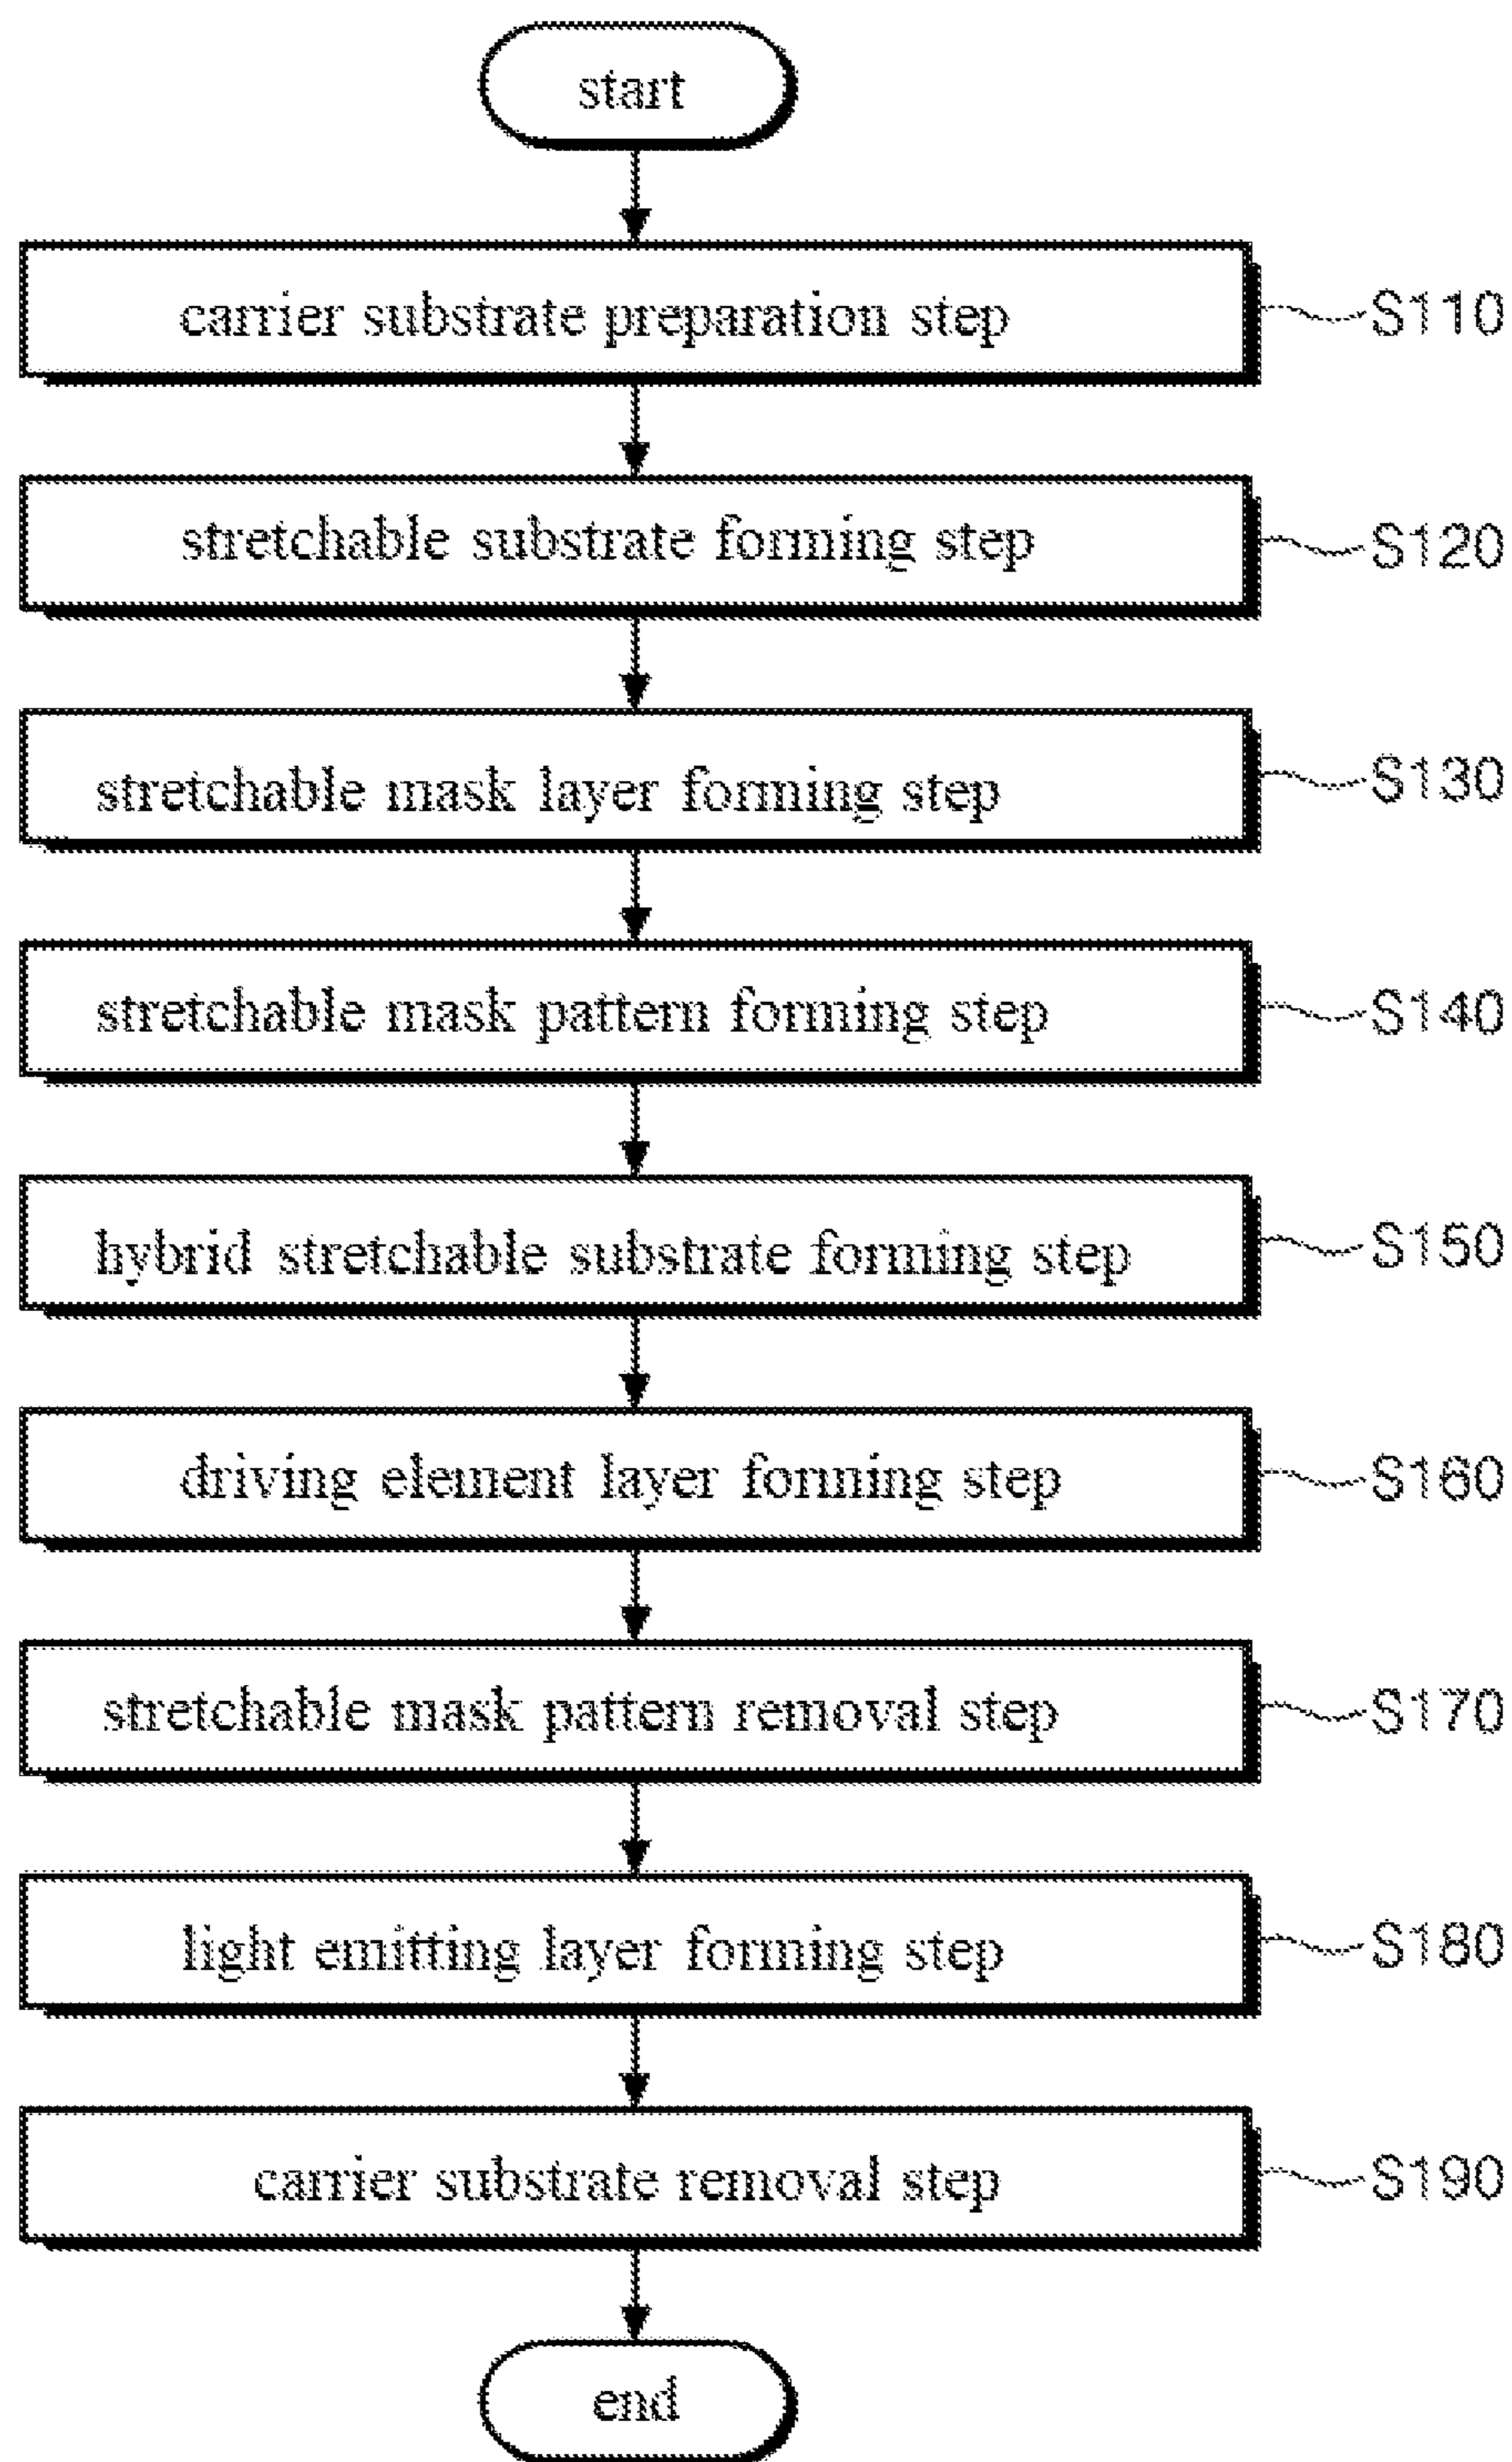 start
carrier substrate preparation step S110
stretchable substrate forming step S120
stretchable mask layer forming step S130
stretchable mask pattern forming step S140
hybrid stretchable substrate forming step S150
driving element layer forming step S160
stretchable mask pattern removal step S170
light emitting layer forming step S180
carrier substrate removal step S190
end